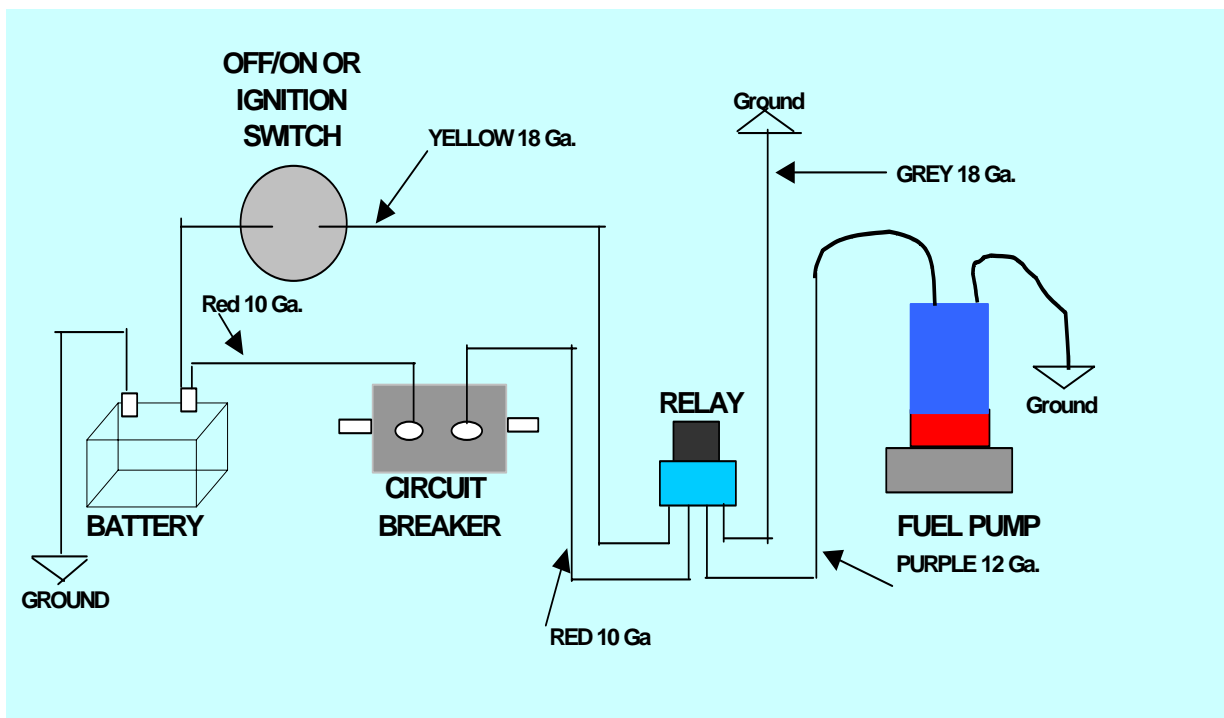 OFF/ON OR
IGNITION
SWITCH
YELLOW 18 Ga.
Ground
GREY 18 Ga.
Red 10 Ga.
RELAY
Ground
BATTERY
CIRCUIT
BREAKER
FUEL PUMP
PURPLE 12 Ga.
GROUND
RED 10 Ga